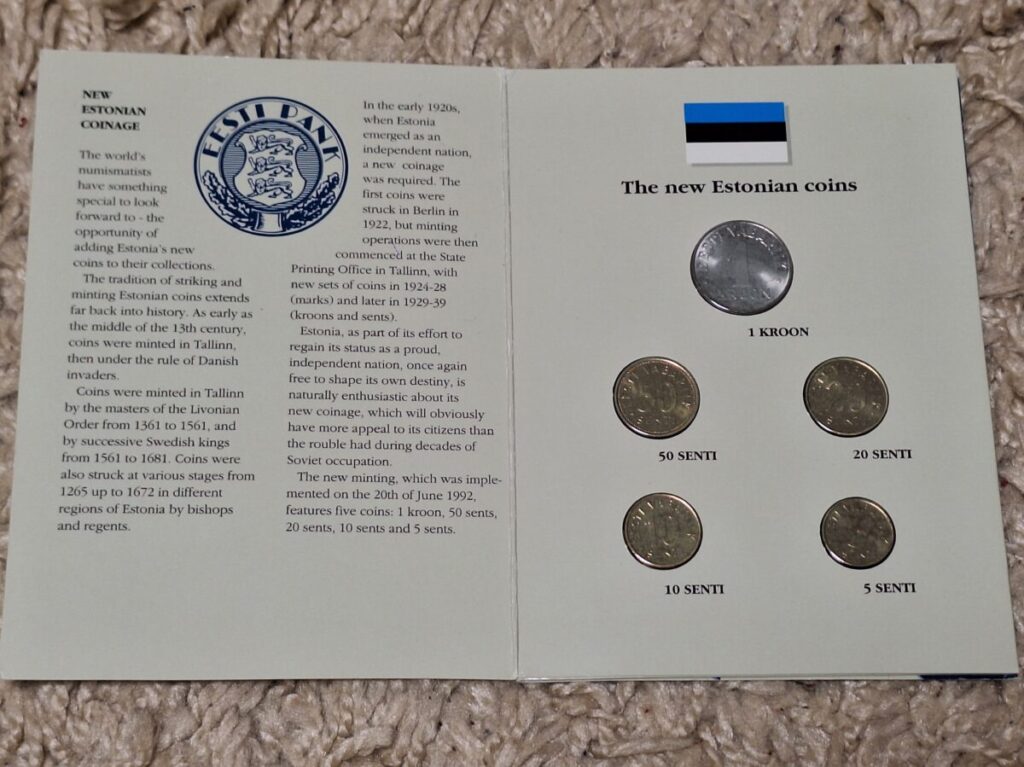 NEW
ESTONIAN
COINAGE
The world's
numismatists
have something
special to look
forward to - the
opportunity of
adding Estonia's new
coins to their collections.
The tradition of striking and
minting Estonian coins extends
far back into history. As early as
the middle of the 13th century,
coins were minted in Tallinn,
then under the rule of Danish
invaders.
Coins were minted in Tallinn
by the masters of the Livonian
Order from 1361 to 1561, and
by successive Swedish kings
from 1561 to 1681. Coins were
also struck at various stages from
1265 up to 1672 in different
regions of Estonia by bishops
and regents.
EESTI PANK
In the early 1920s,
when Estonia
emerged as an
independent nation,
a new coinage
was required. The
first coins were
struck in Berlin in
1922, but minting
operations were then
commenced at the State
Printing Office in Tallinn, with
new sets of coins in 1924-28
(marks) and later in 1929-39
(kroons and sents).
Estonia, as part of its effort to
regain its status as a proud,
independent nation, once again
free to shape its own destiny, is
naturally enthusiastic about its
new coinage, which will obviously
have more appeal to its citizens than
the rouble had during decades of
Soviet occupation.
The new minting, which was imple-
mented on the 20th of June 1992,
features five coins: 1 kroon, 50 sents,
20 sents, 10 sents and 5 sents.
The new Estonian coins
1
KROON
1 KROON
50
SENTI
50 SENTI
20
SENTI
20 SENTI
10
SENTI
10 SENTI
5 SENTI